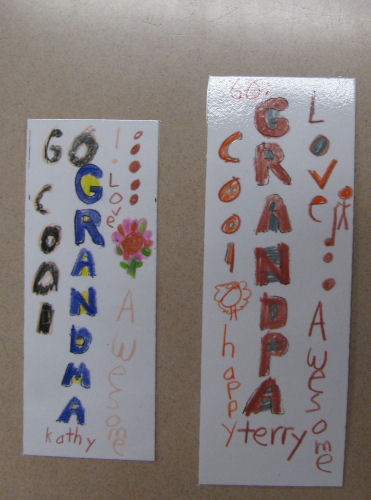 GO
cool
GRANDMA
I. Love
Awesome
kathy
GO.
cool
happy
GRANDPA
Love
Awesome
terry